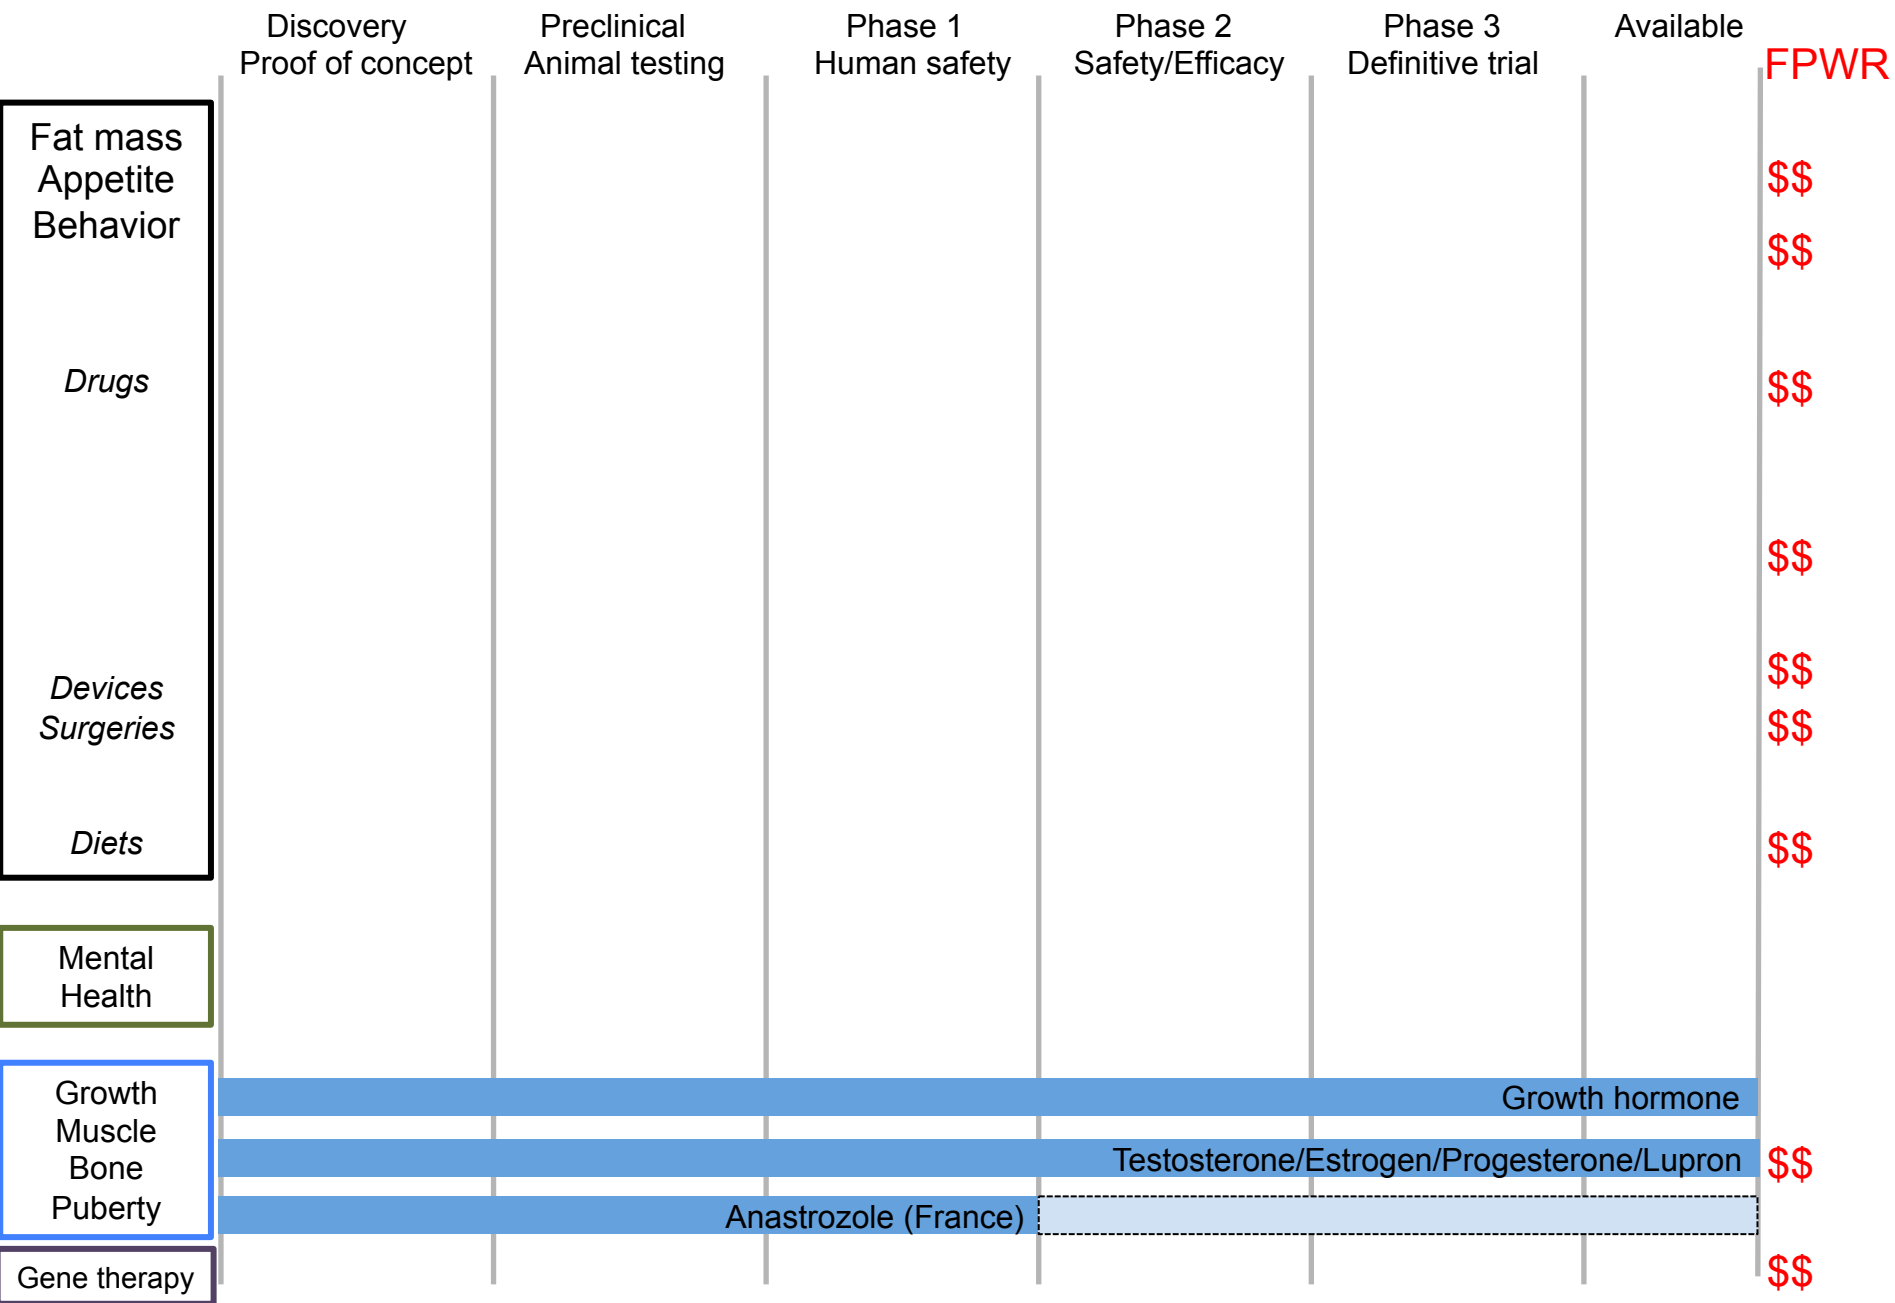 Discovery
Proof of concept
Preclinical
Animal testing
Phase 1
Human safety
Phase 2
Safety/Efficacy
Phase 3
Definitive trial
Available
FPWR
Fat mass
Appetite
Behavior
$$
$$
Drugs
$$
$$
Devices
Surgeries
$$
$$
Diets
$$
Mental
Health
Growth
Muscle
Bone
Puberty
Growth hormone
Testosterone/Estrogen/Progesterone/Lupron
$$
Anastrozole (France)
Gene therapy
$$